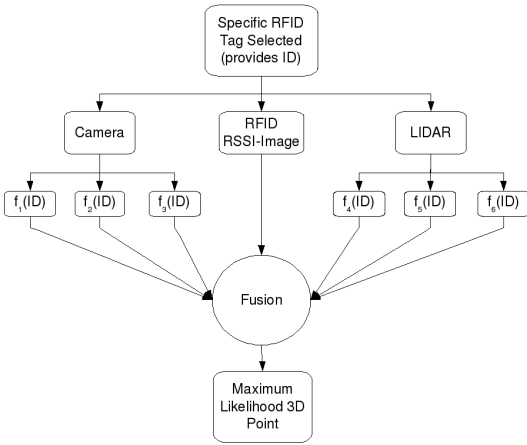 Specific RFID
Tag Selected
(provides ID)
Camera
RFID
RSSI-Image
LIDAR
f1(ID)
f2(ID)
f3(ID)
f4(ID)
f5(ID)
f6(ID)
Fusion
Maximum
Likelihood 3D
Point